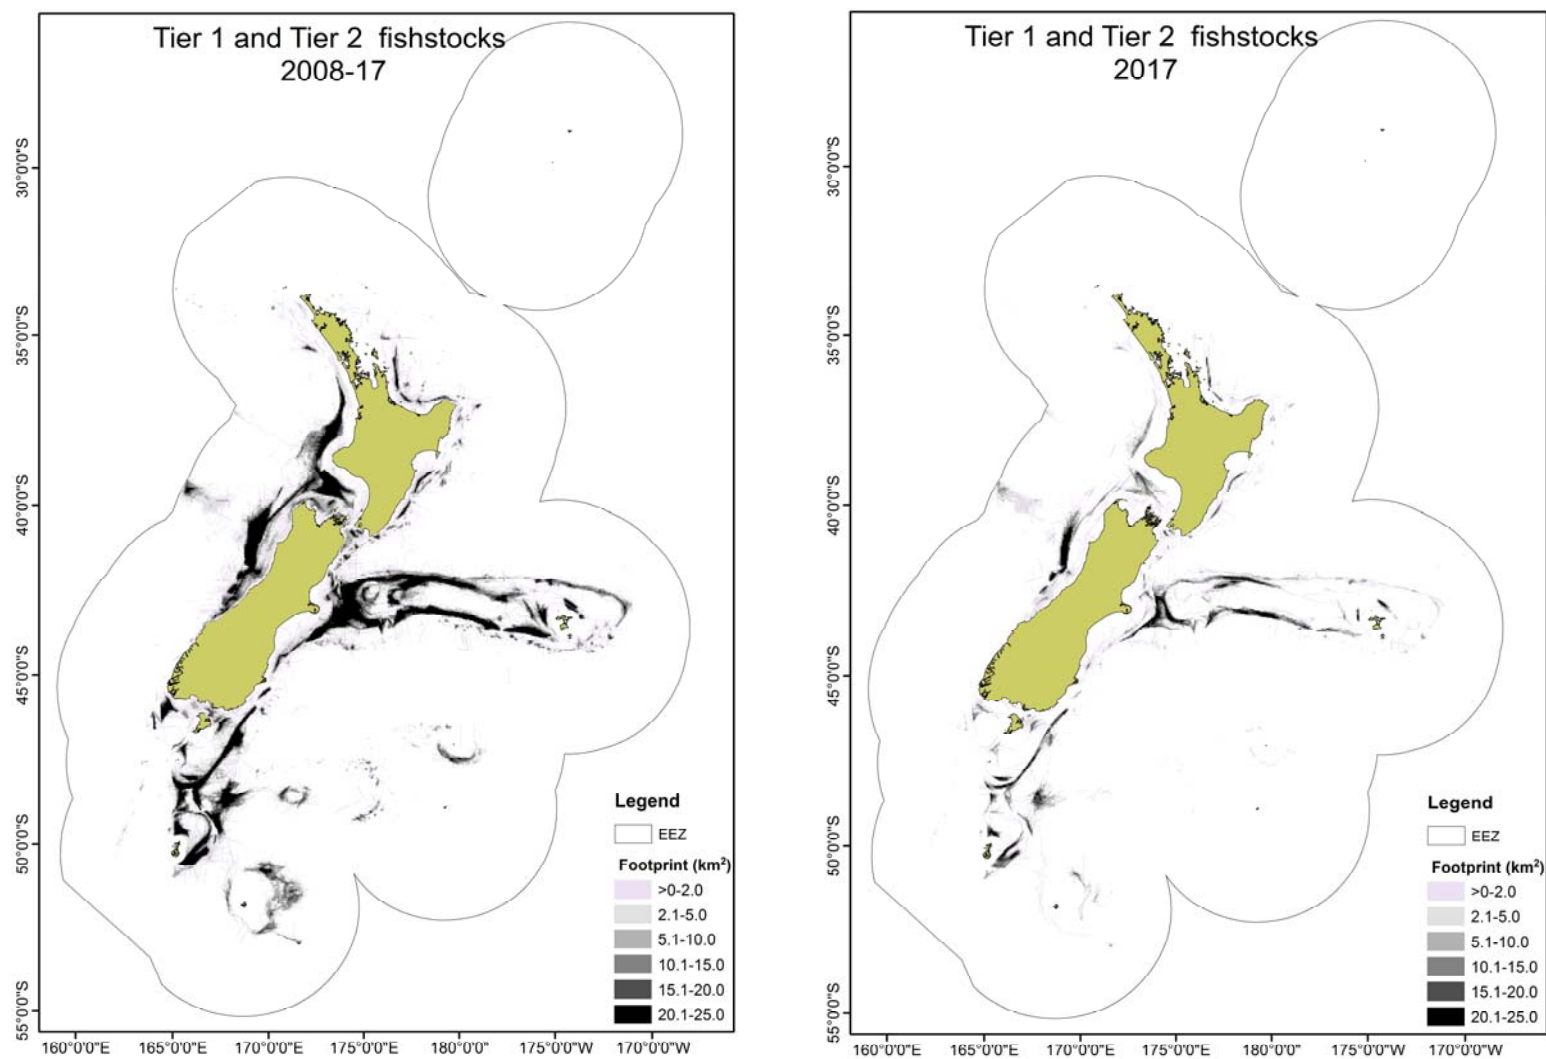 Tier 1 and Tier 2 fishstocks
2008-17
30°0'0"S
35°0'0"S
40°0'0"S
45°0'0"S
50°0'0"S
55°0'0"S
160°0'0"E
165°0'0"E
170°0'0"E
175°0'0"E
180°0'0"
175°0'0"W
170°0'0"W
Legend
EEZ
Footprint (km²)
>0-2.0
2.1-5.0
5.1-10.0
10.1-15.0
15.1-20.0
20.1-25.0
Tier 1 and Tier 2 fishstocks
2017
30°0'0"S
35°0'0"S
40°0'0"S
45°0'0"S
50°0'0"S
55°0'0"S
160°0'0"E
165°0'0"E
170°0'0"E
175°0'0"E
180°0'0"
175°0'0"W
170°0'0"W
Legend
EEZ
Footprint (km²)
>0-2.0
2.1-5.0
5.1-10.0
10.1-15.0
15.1-20.0
20.1-25.0